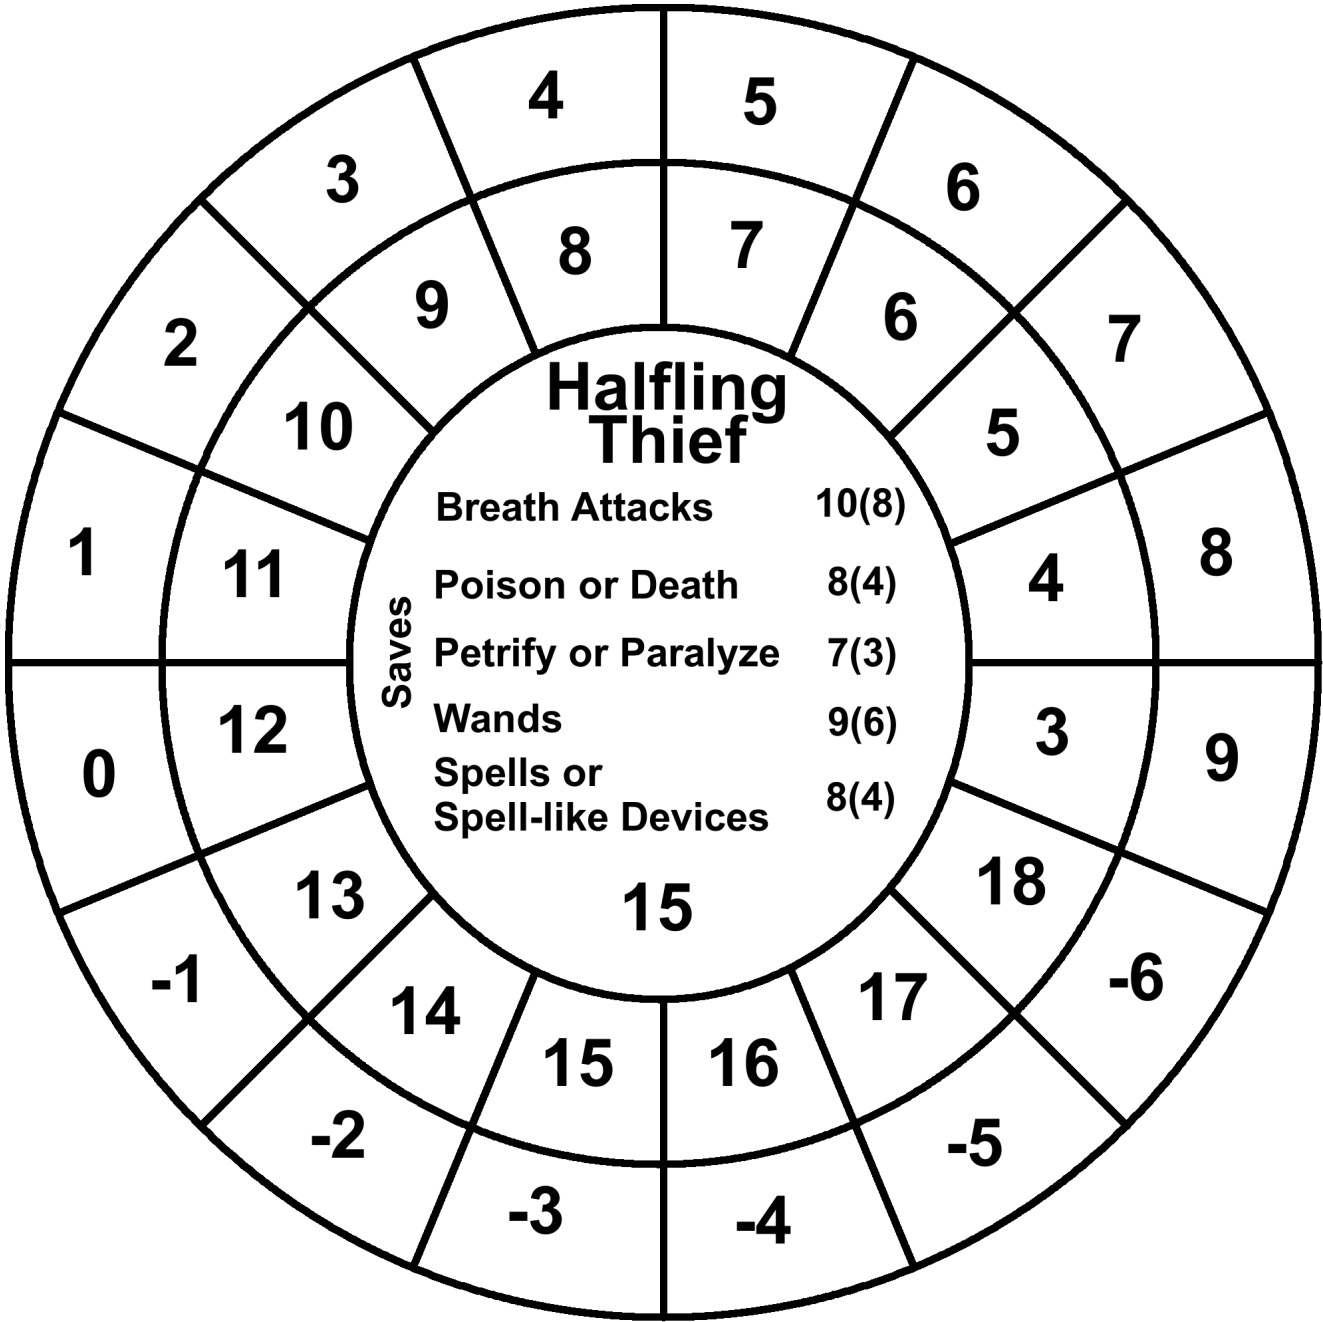 4 5
3 6
8 7
2 9 6 7
10 5
1 11 4 8
0 12 3 9
-1 13 18 -6
14 17
-2 15 16 -5
-3 -4
Halfling
Thief
Saves
Breath Attacks 10(8)
Poison or Death 8(4)
Petrify or Paralyze 7(3)
Wands 9(6)
Spells or
Spell-like Devices 8(4)
15